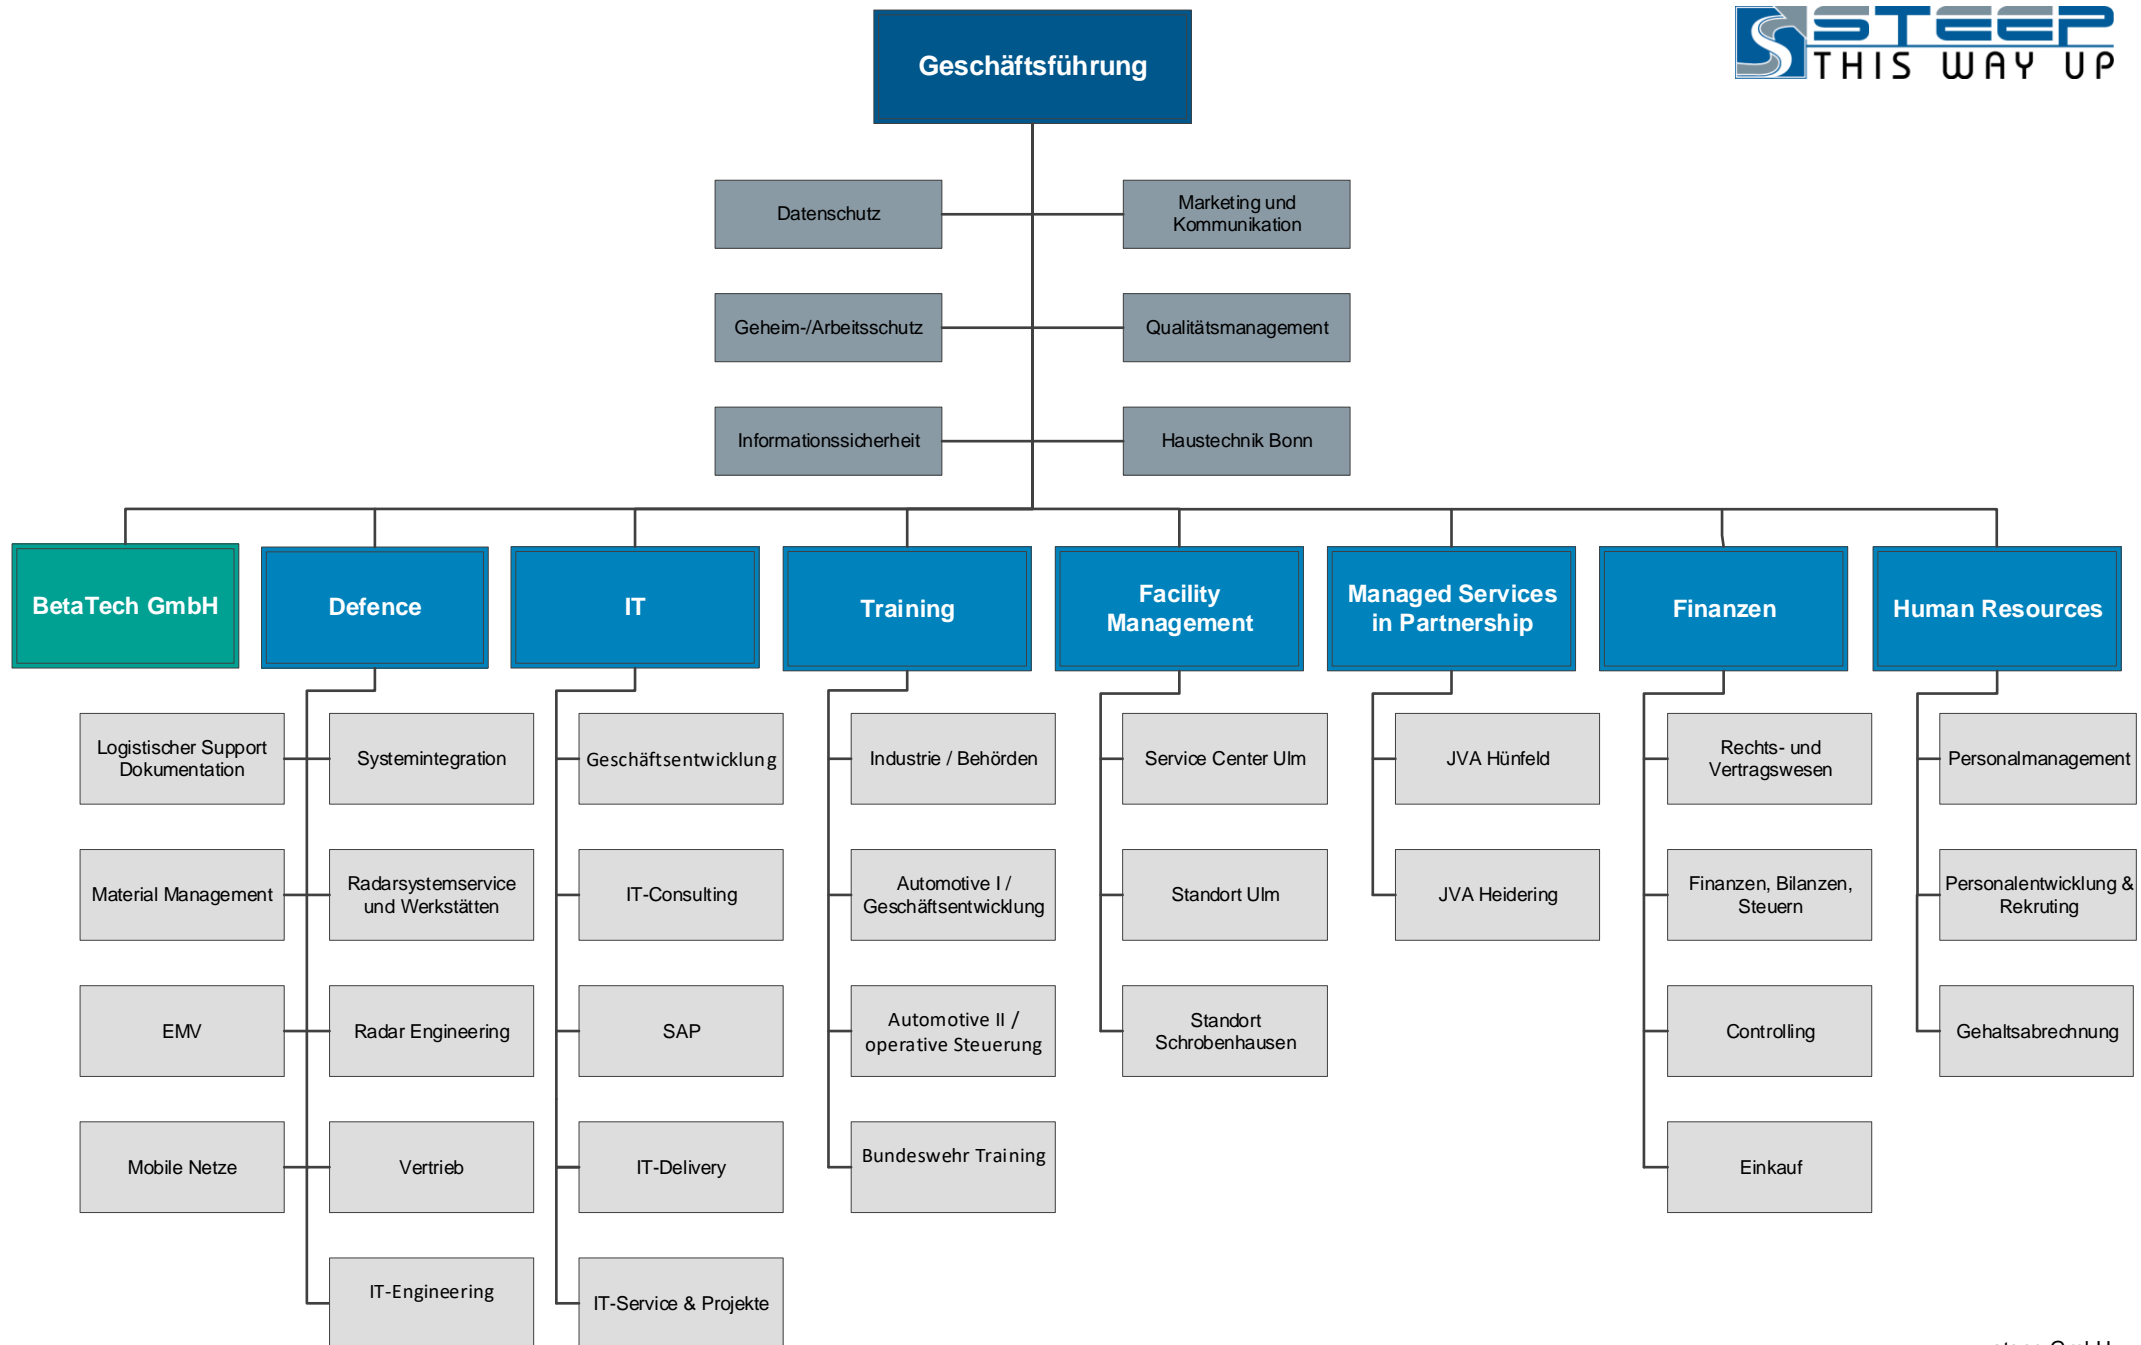 Geschäftsführung
STEEP
THIS WAY UP
Datenschutz
Marketing und
Kommunikation
Geheim-/Arbeitsschutz
Qualitätsmanagement
Informationssicherheit
Haustechnik Bonn
BetaTech GmbH
Defence
IT
Training
Facility
Management
Managed Services
in Partnership
Finanzen
Human Resources
Logistischer Support
Dokumentation
Systemintegration
Geschäftsentwicklung
Industrie / Behörden
Service Center Ulm
JVA Hünfeld
Rechts- und
Vertragswesen
Personalmanagement
Material Management
Radarsystemservice
und Werkstätten
IT-Consulting
Automotive I /
Geschäftsentwicklung
Standort Ulm
JVA Heidering
Finanzen, Bilanzen,
Steuern
Personalentwicklung &
Rekruting
EMV
Radar Engineering
SAP
Automotive II /
operative Steuerung
Standort
Schrobenhausen
Controlling
Gehaltsabrechnung
Mobile Netze
Vertrieb
IT-Delivery
Bundeswehr Training
Einkauf
IT-Engineering
IT-Service & Projekte